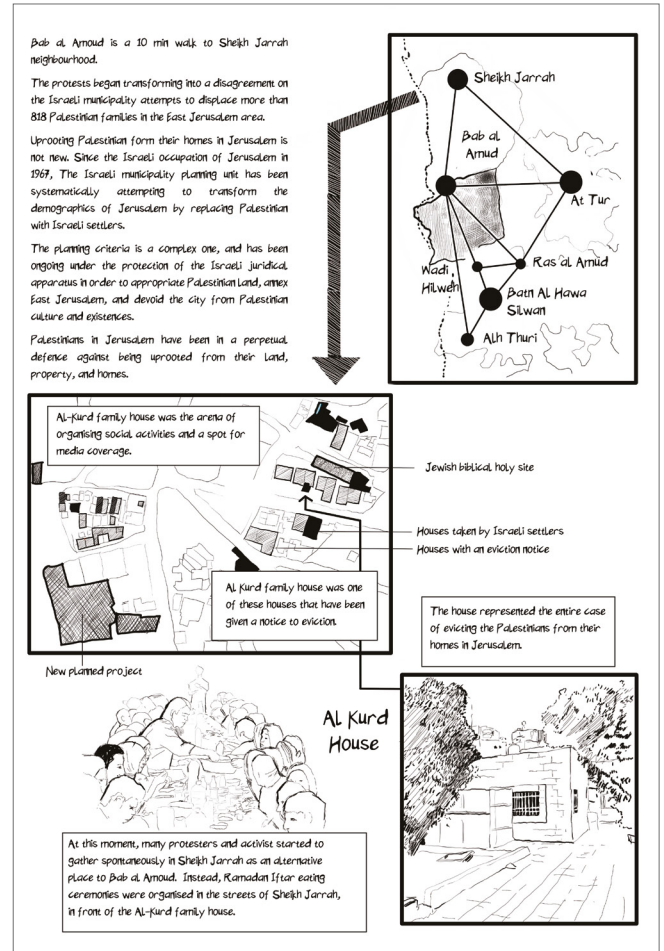 Bab al Amoud is a 10 min walk to Sheikh Jarrah
neighbourhood.
The protests began transforming into a disagreement on
the Israeli municipality attempts to displace more than
818 Palestinian families in the East Jerusalem area.
Uprooting Palestinian form their homes in Jerusalem is
not new. Since the Israeli occupation of Jerusalem in
1967, The Israeli municipality planning unit has been
systematically attempting to transform the
demographics of Jerusalem by replacing Palestinian
with Israeli settlers.
The planning criteria is a complex one, and has been
ongoing under the protection of the Israeli juridical
apparatus in order to appropriate Palestinian land, annex
East Jerusalem, and devoid the city from Palestinian
culture and existences.
Palestinians in Jerusalem have been in a perpetual
defence against being uprooted from their land,
property, and homes.
Sheikh Jarrah
Bab al
Amud
At Tur
Wadi
Hilweh
Ras al Amud
Batn Al Hawa
Silwan
Alh Thuri
Al-Kurd family house was the arena of
organising social activities and a spot for
media coverage.
Jewish biblical holy site
Houses taken by Israeli settlers
Houses with an eviction notice
Al Kurd family house was one
of these houses that have been
given a notice to eviction.
New planned project
The house represented the entire case
of evicting the Palestinians from their
homes in Jerusalem.
Al Kurd
House
At this moment, many protesters and activist started to
gather spontaneously in Sheikh Jarrah as an alternative
place to Bab al Amoud. Instead, Ramadan Iftar eating
ceremonies were organised in the streets of Sheikh Jarrah,
in front of the Al-Kurd family house.